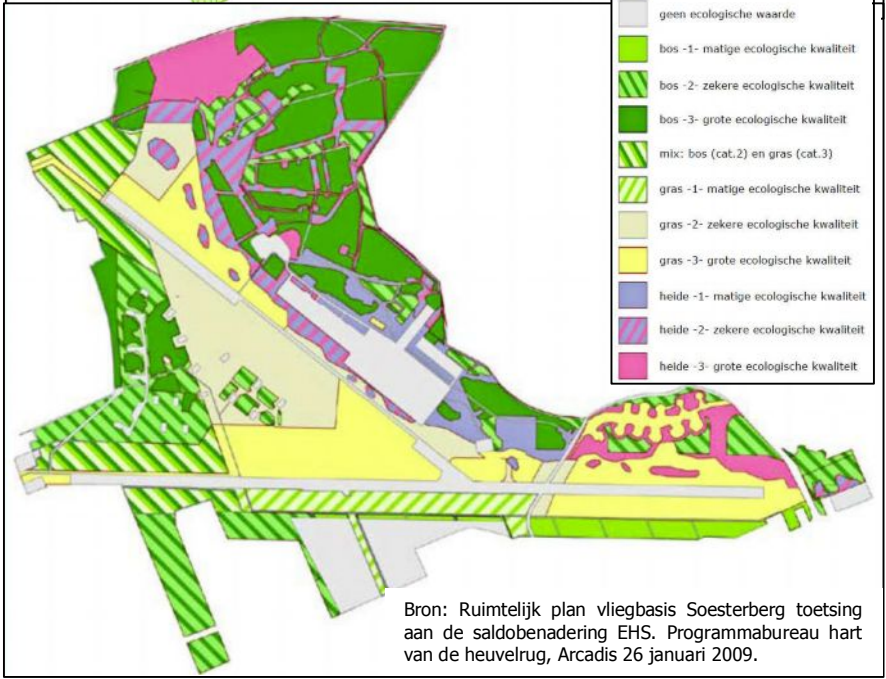 geen ecologische waarde
bos -1- matige ecologische kwaliteit
bos -2- zekere ecologische kwaliteit
bos -3- grote ecologische kwaliteit
mix: bos (cat.2) en gras (cat.3)
gras -1- matige ecologische kwaliteit
gras -2- zekere ecologische kwaliteit
gras -3- grote ecologische kwaliteit
heide -1- matige ecologische kwaliteit
heide -2- zekere ecologische kwaliteit
heide -3- grote ecologische kwaliteit
Bron: Ruimtelijk plan vliegbasis Soesterberg toetsing
aan de saldobenadering EHS. Programmabureau hart
van de heuvelrug, Arcadis 26 januari 2009.